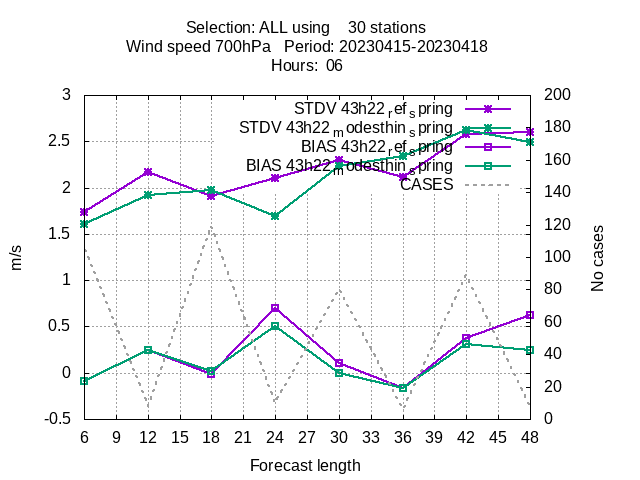 Selection: ALL using 30 stations
Wind speed 700hPa Period: 20230415-20230418
Hours: 06
STDV 43h22refspring
STDV 43h22modesthinspring
BIAS 43h22refspring
BIAS 43h22modesthinspring
CASES
3
2.5
2
1.5
1
0.5
0
-0.5
m/s
200
180
160
140
120
100
80
60
40
20
0
No cases
6 9 12 15 18 21 24 27 30 33 36 39 42 45 48
Forecast length